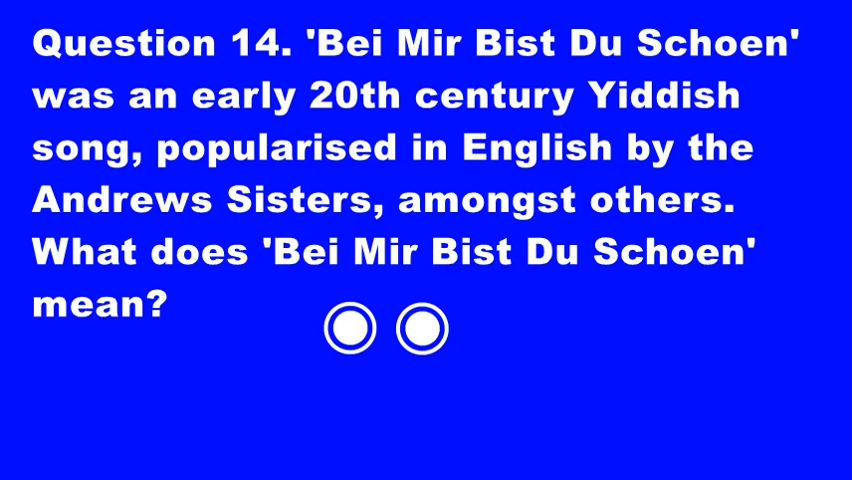 Question 14. 'Bei Mir Bist Du Schoen'
was an early 20th century Yiddish
song, popularised in English by the
Andrews Sisters, amongst others.
What does 'Bei Mir Bist Du Schoen'
mean?